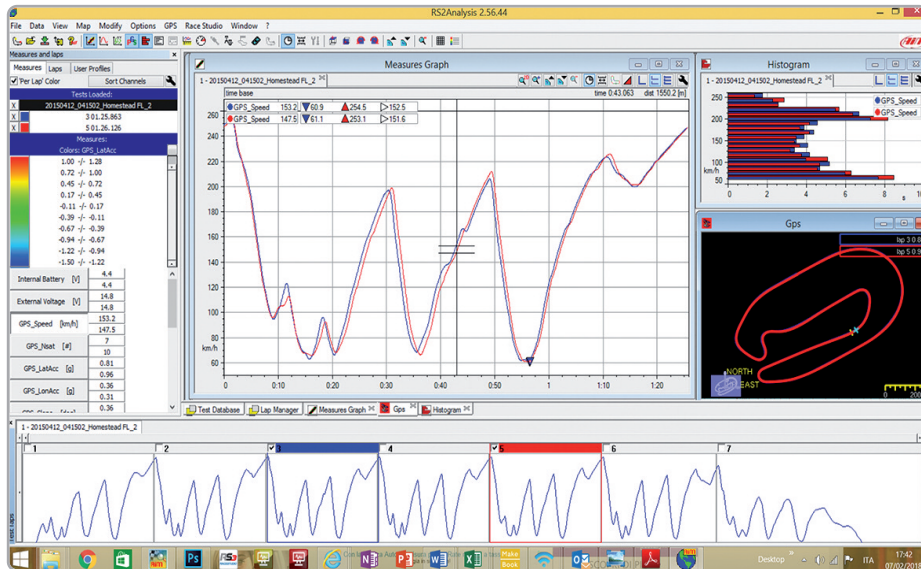 RS2Analysis 2.56.44
File Data View Map Modify Options GPS Race Studio Window ?
Measures and laps
Measures Laps User Profiles
'Per Lap' Color Sort Channels
Tests Loaded:
X 20150412_041502_Homestead FL_2
X 3 01.25.863
X 5 01.26.126
Measures:
Colors: GPS_LatAcc
1.00 -/- 1.28
0.72 -/- 1.00
0.45 -/- 0.72
0.17 -/- 0.45
-0.11 -/- 0.17
-0.39 -/- -0.11
-0.67 -/- -0.39
-0.94 -/- -0.67
-1.22 -/- -0.94
-1.50 -/- -1.22
Internal Battery [V] 4.4
4.4
External Voltage [V] 14.8
14.8
GPS_Speed [km/h] 153.2
147.5
GPS_Nsat [#] 7
10
GPS_LatAcc [g] 0.81
0.96
GPS_LonAcc [g] 0.36
0.31
0.36
Measures Graph
1 - 20150412_041502_Homestead FL_2
time base time 0:43.063 dist 1550.2 [m]
GPS_Speed 153.2 60.9 254.5 152.5
GPS_Speed 147.5 61.1 253.1 151.6
240
220
200
180
160
140
120
100
80
km/h
60
0 0:10 0:20 0:30 0:40 0:50 1:00 1:10 1:20
Histogram
1 - 20150412_041502_Homestead FL_2
250
200
150
100
km/h
50
0 2 4 6 8
s
Gps
lap 3 0
lap 5 0
NORTH
EAST
0 200
Test Database Lap Manager Measures Graph Gps Histogram
1 - 20150412_041502_Homestead FL_2
1 2 3 4 5 6 7
Make
Book
Desktop ITA
17:42